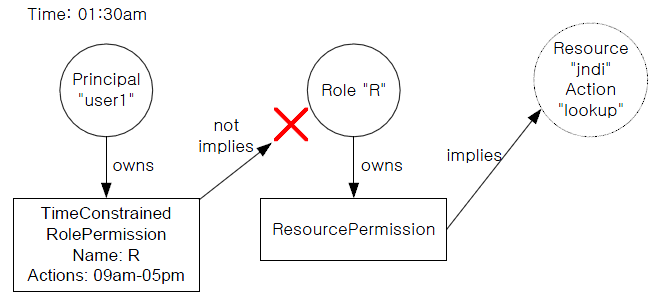 Time: 01:30am
Principal
"user1"
Role "R"
Resource
"jndi"
Action
"lookup"
not
implies
owns
owns
implies
TimeConstrained
RolePermission
Name: R
Actions: 09am-05pm
ResourcePermission